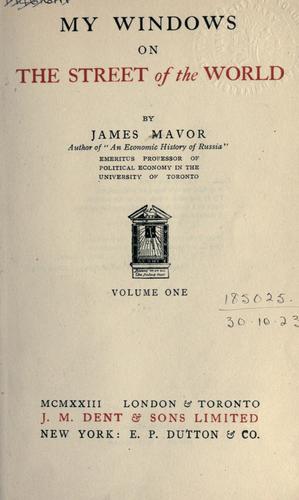 MY WINDOWS
ON
THE STREET of the WORLD
BY
JAMES MAVOR
Author of "An Economic History of Russia"
EMERITUS PROFESSOR OF
POLITICAL ECONOMY IN THE
UNIVERSITY OF TORONTO
VOLUME ONE
185025
30.10.23
MCMXXIII LONDON & TORONTO
J. M. DENT & SONS LIMITED
NEW YORK: E. P. DUTTON & CO.